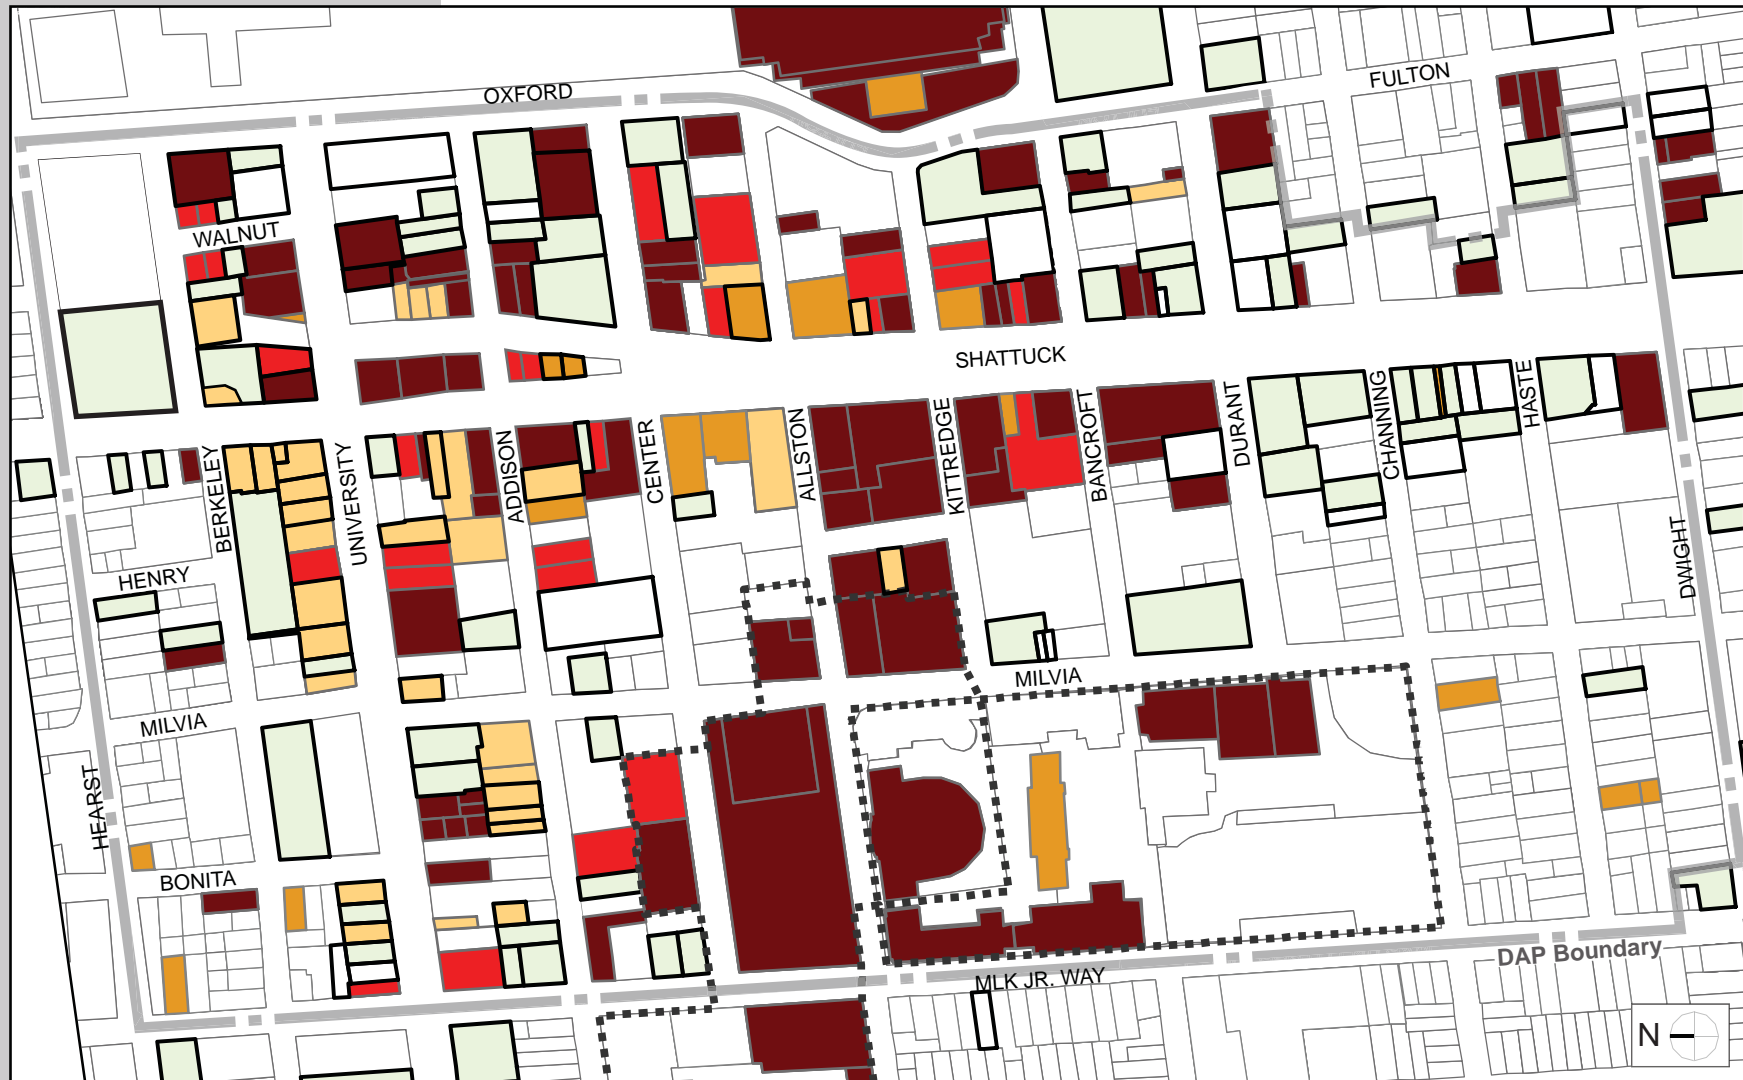 FULTON
OXFORD
WALNUT
SHATTUCK
BERKELEY
UNIVERSITY
ADDISON
CENTER
ALLSTON
KITTREDGE
BANCROFT
DURANT
CHANNING
HASTE
DWIGHT
HENRY
MILVIA
MILVIA
HEARST
BONITA
DAP Boundary
MLK JR. WAY
N